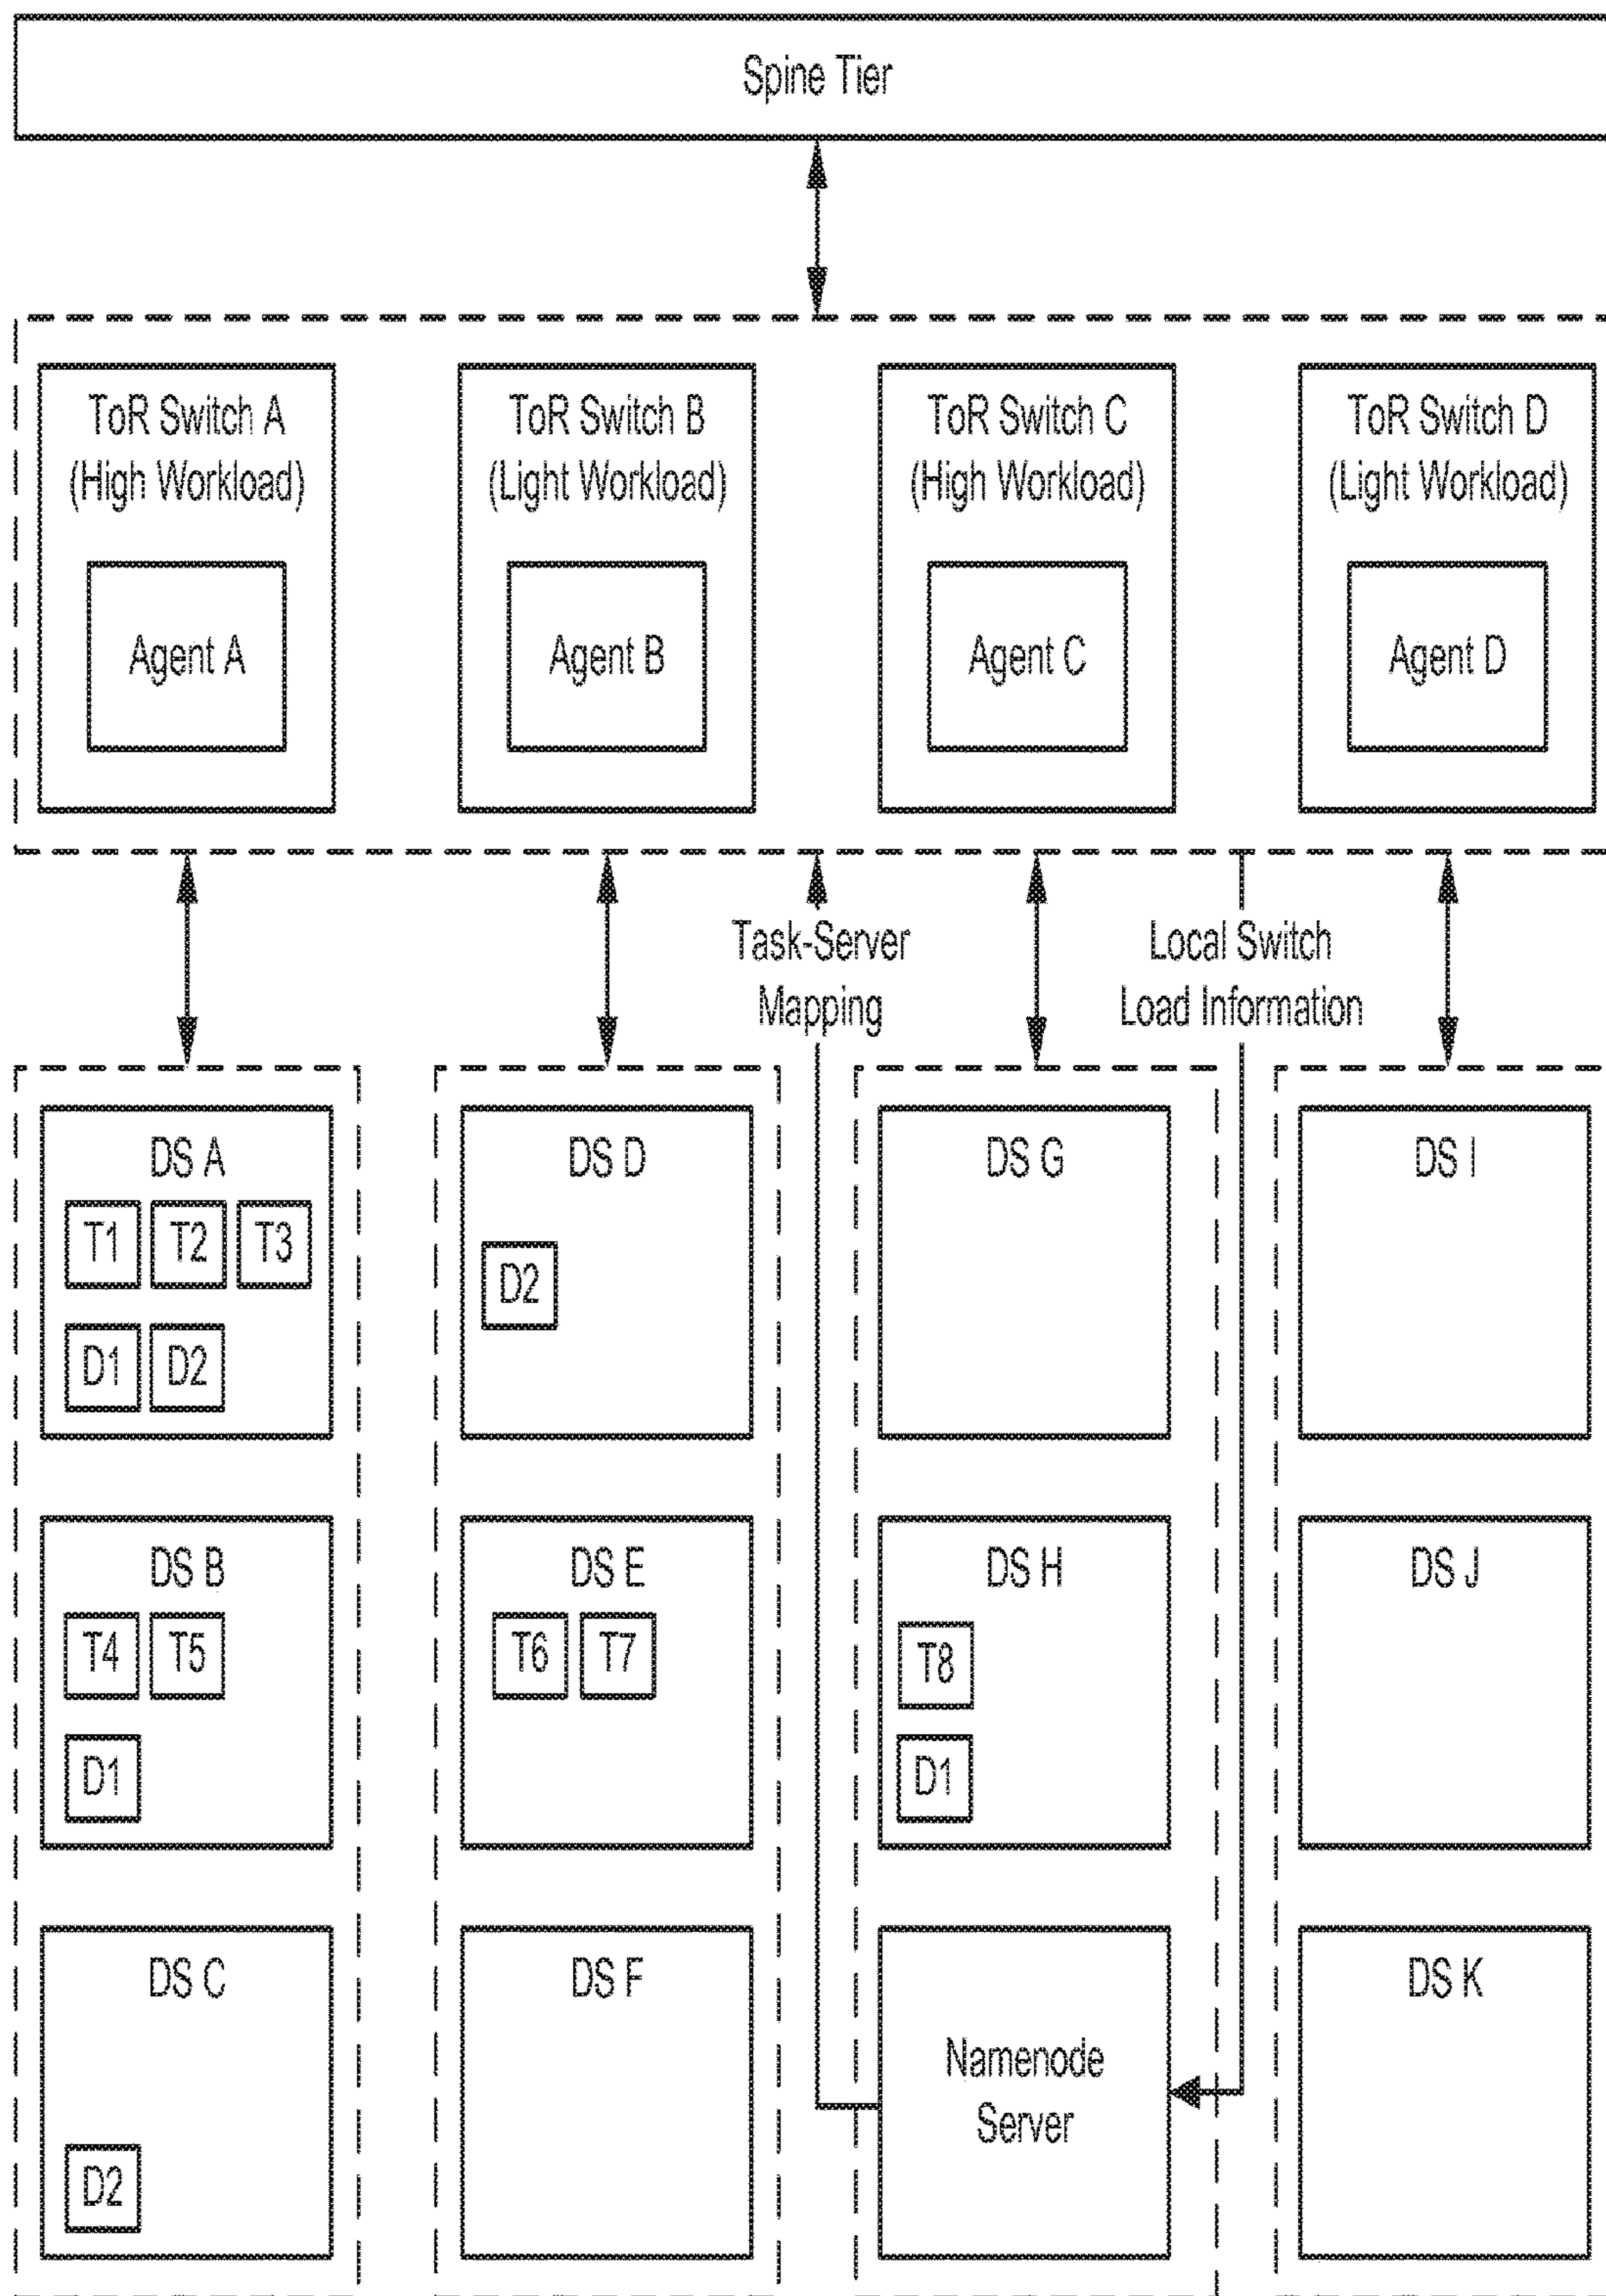 Spine Tier
ToR Switch A
(High Workload)
Agent A
ToR Switch B
(Light Workload)
Agent B
ToR Switch C
(High Workload)
Agent C
ToR Switch D
(Light Workload)
Agent D
Task-Server
Mapping
Local Switch
Load Information
DS A
T1 T2 T3
D1 D2
DS D
D2
DS G
DS I
DS B
T4 T5
D1
DS E
T6 T7
DS H
T8
D1
DS J
DS C
D2
DS F
Namenode
Server
DS K